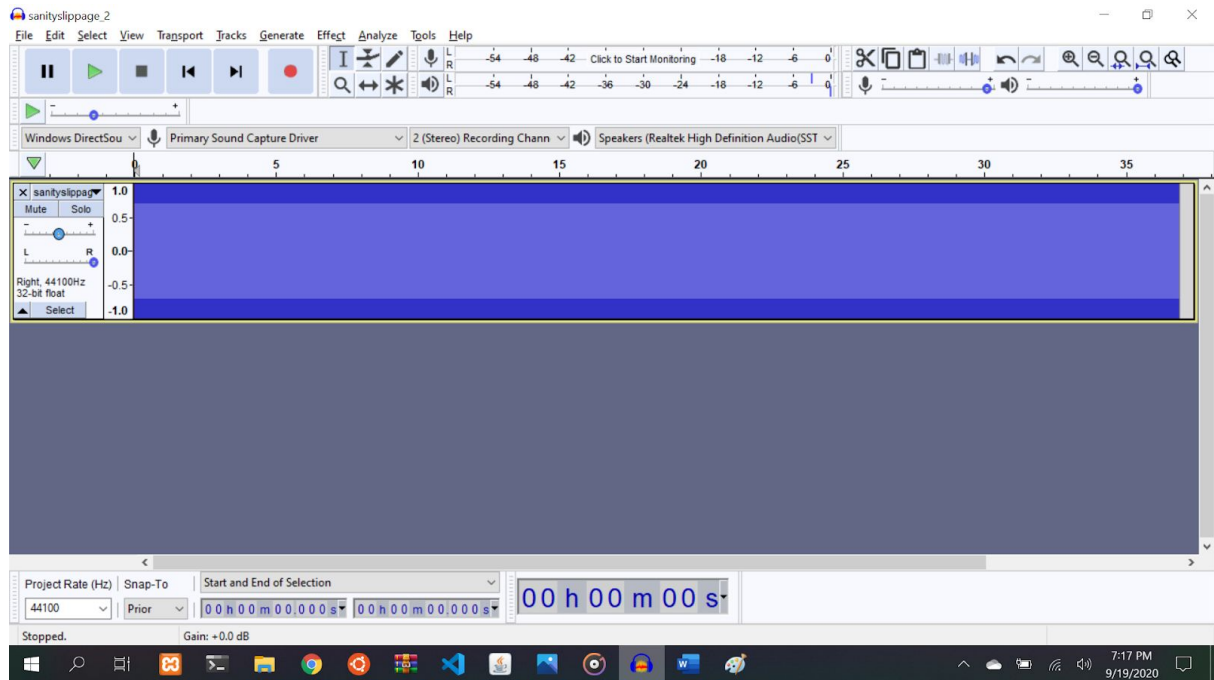 sanityslippage_2
File Edit Select View Transport Tracks Generate Effect Analyze Tools Help
L R -54 -48 -42 Click to Start Monitoring -18 -12 -6 0
L R -54 -48 -42 -36 -30 -24 -18 -12 -6 0
Windows DirectSou Primary Sound Capture Driver 2 (Stereo) Recording Chann Speakers (Realtek High Definition Audio(SST
0 5 10 15 20 25 30 35
sanityslippag 1.0
Mute Solo
0.5
- +
L R 0.0
Right, 44100Hz
-0.5
32-bit float
Select -1.0
Project Rate (Hz) Snap-To Start and End of Selection
44100 Prior 00 h 00 m 00.000 s 00 h 00 m 00.000 s 00 h 00 m 00 s
Stopped. Gain: +0.0 dB
7:17 PM
9/19/2020